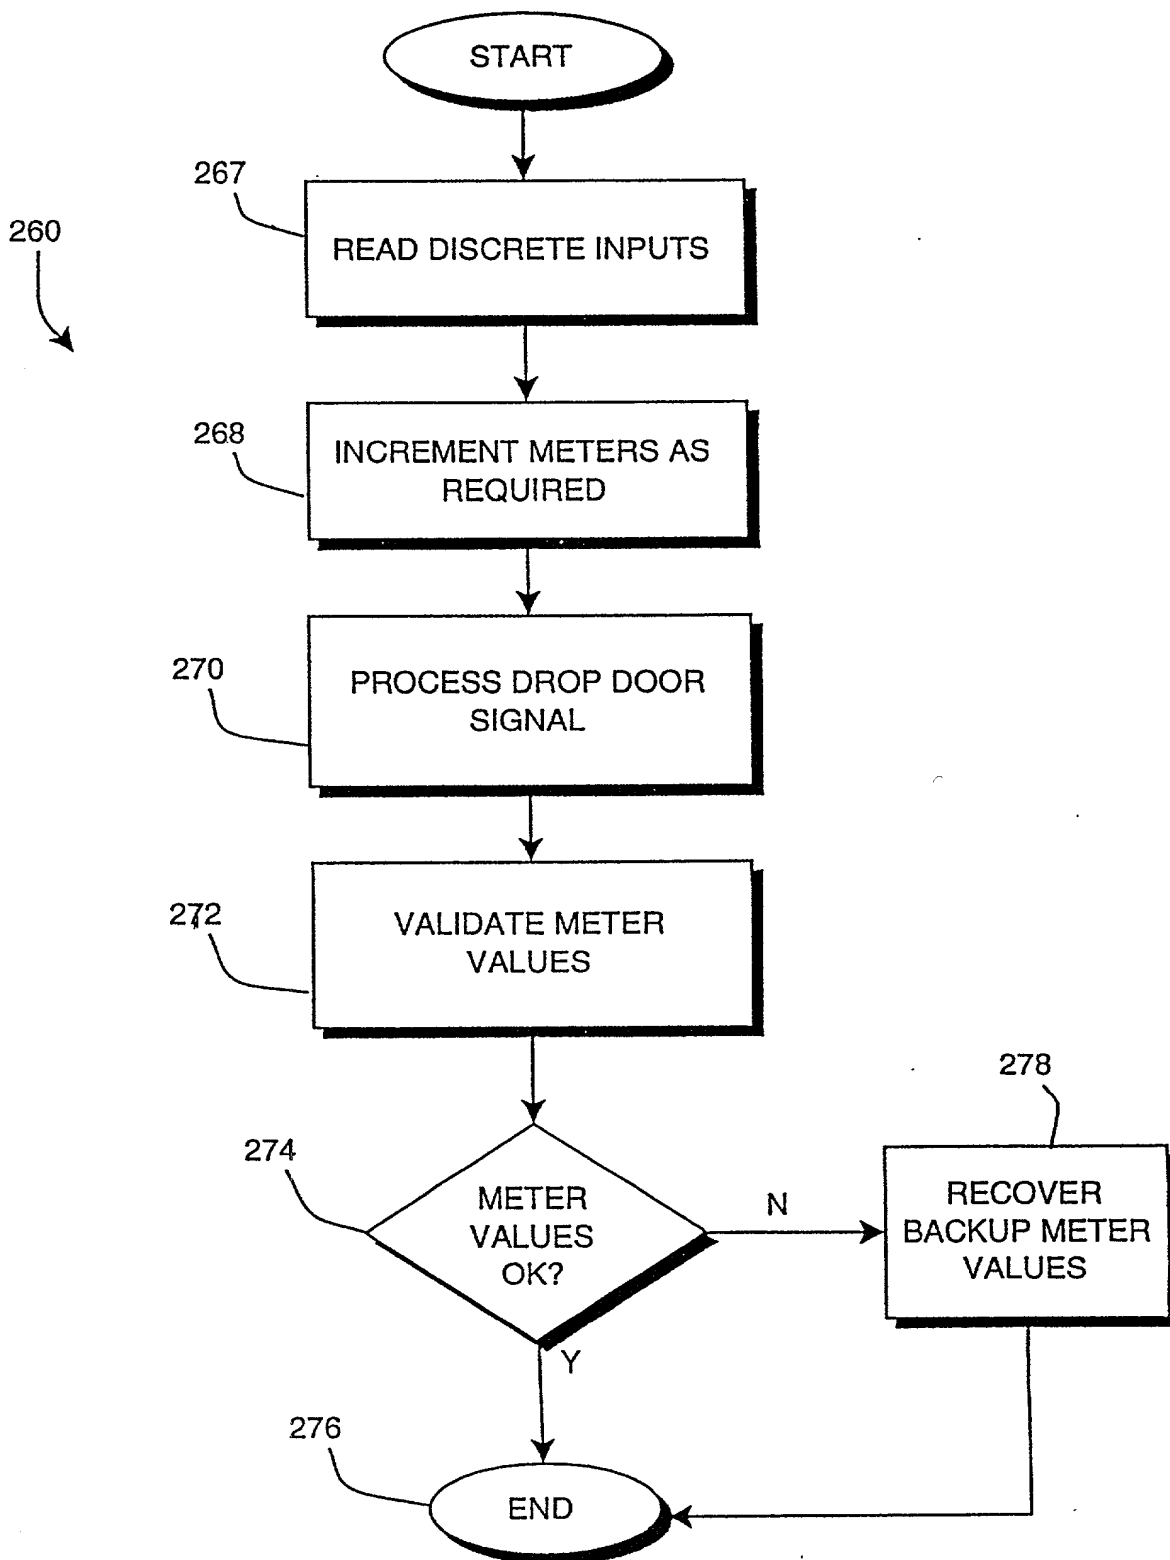 START
267
260
READ DISCRETE INPUTS
268
INCREMENT METERS AS
REQUIRED
270
PROCESS DROP DOOR
SIGNAL
272
VALIDATE METER
VALUES
278
274
METER
VALUES
OK?
N
RECOVER
BACKUP METER
VALUES
Y
276
END